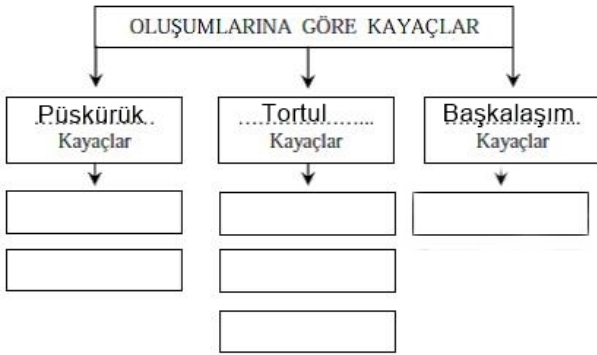 OLUŞUMLARINA GÖRE KAYAÇLAR
Püskürük
Kayaçlar
Tortul
Kayaçlar
Başkalaşım
Kayaçlar